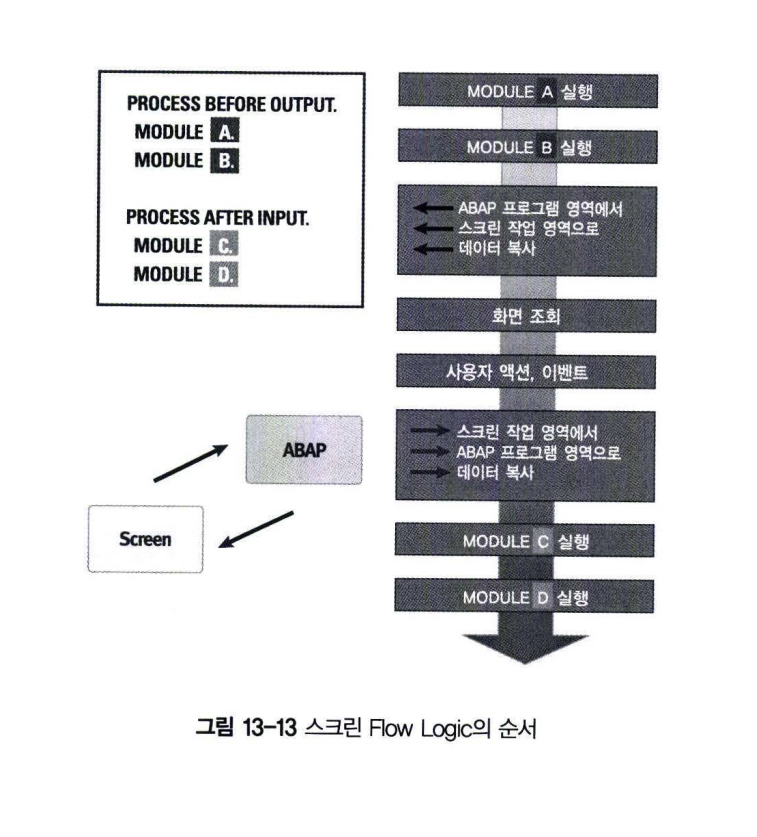 PROCESS BEFORE OUTPUT.
MODULE A.
MODULE B.
PROCESS AFTER INPUT.
MODULE C.
MODULE D.
MODULE A 실행
MODULE B 실행
ABAP 프로그램 영역에서
스크린 작업 영역으로
데이터 복사
화면 조회
사용자 액션, 이벤트
스크린 작업 영역에서
ABAP 프로그램 영역으로
데이터 복사
MODULE C 실행
MODULE D 실행
ABAP
Screen
그림 13-13 스크린 Flow Logic의 순서